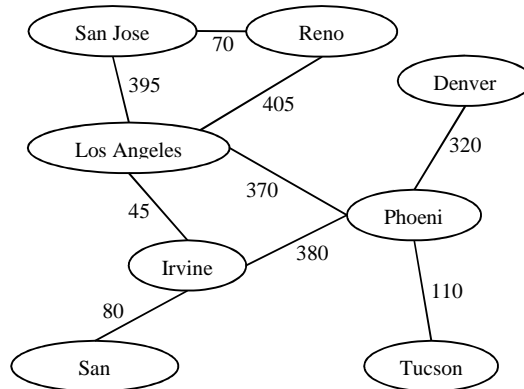 San Jose
70
Reno
395
405
Denver
Los Angeles
320
370
45
Phoeni
380
Irvine
80
110
San
Tucson